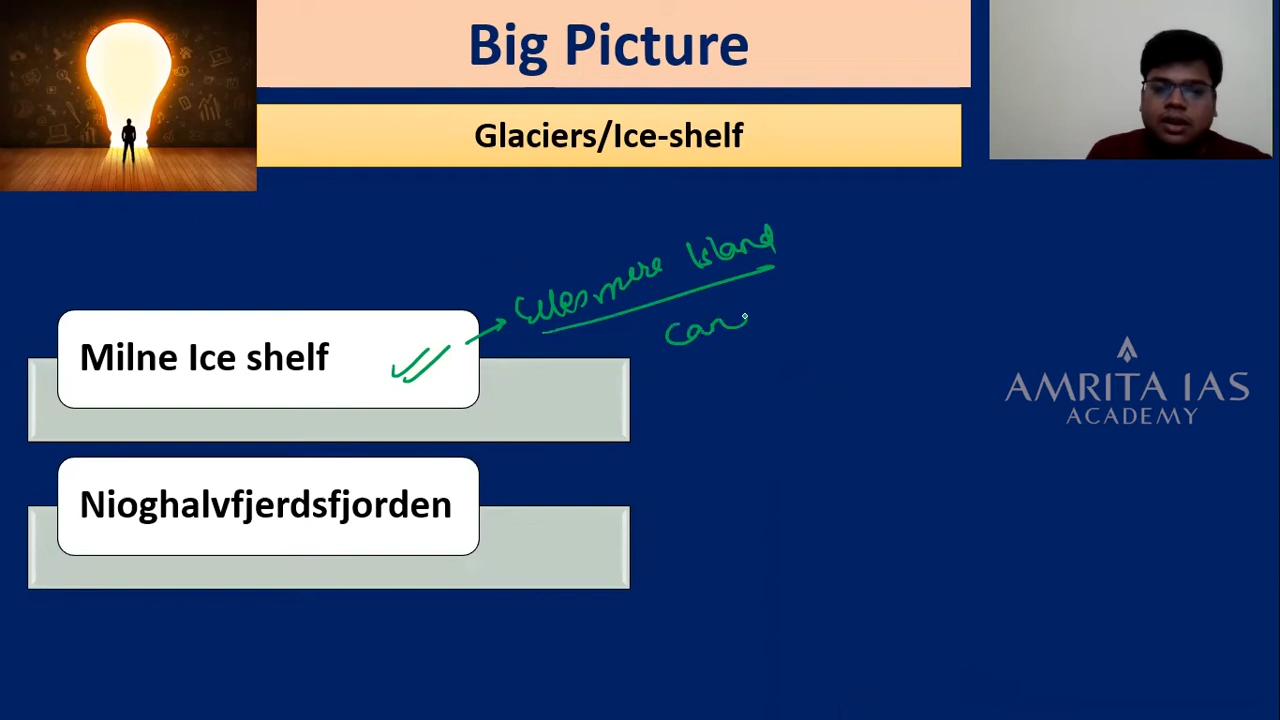 Big Picture
Glaciers/Ice-shelf
Ellesmere Island
Can
Milne Ice shelf
Nioghalvfjerdsfjorden
AMRITA IAS
ACADEMY